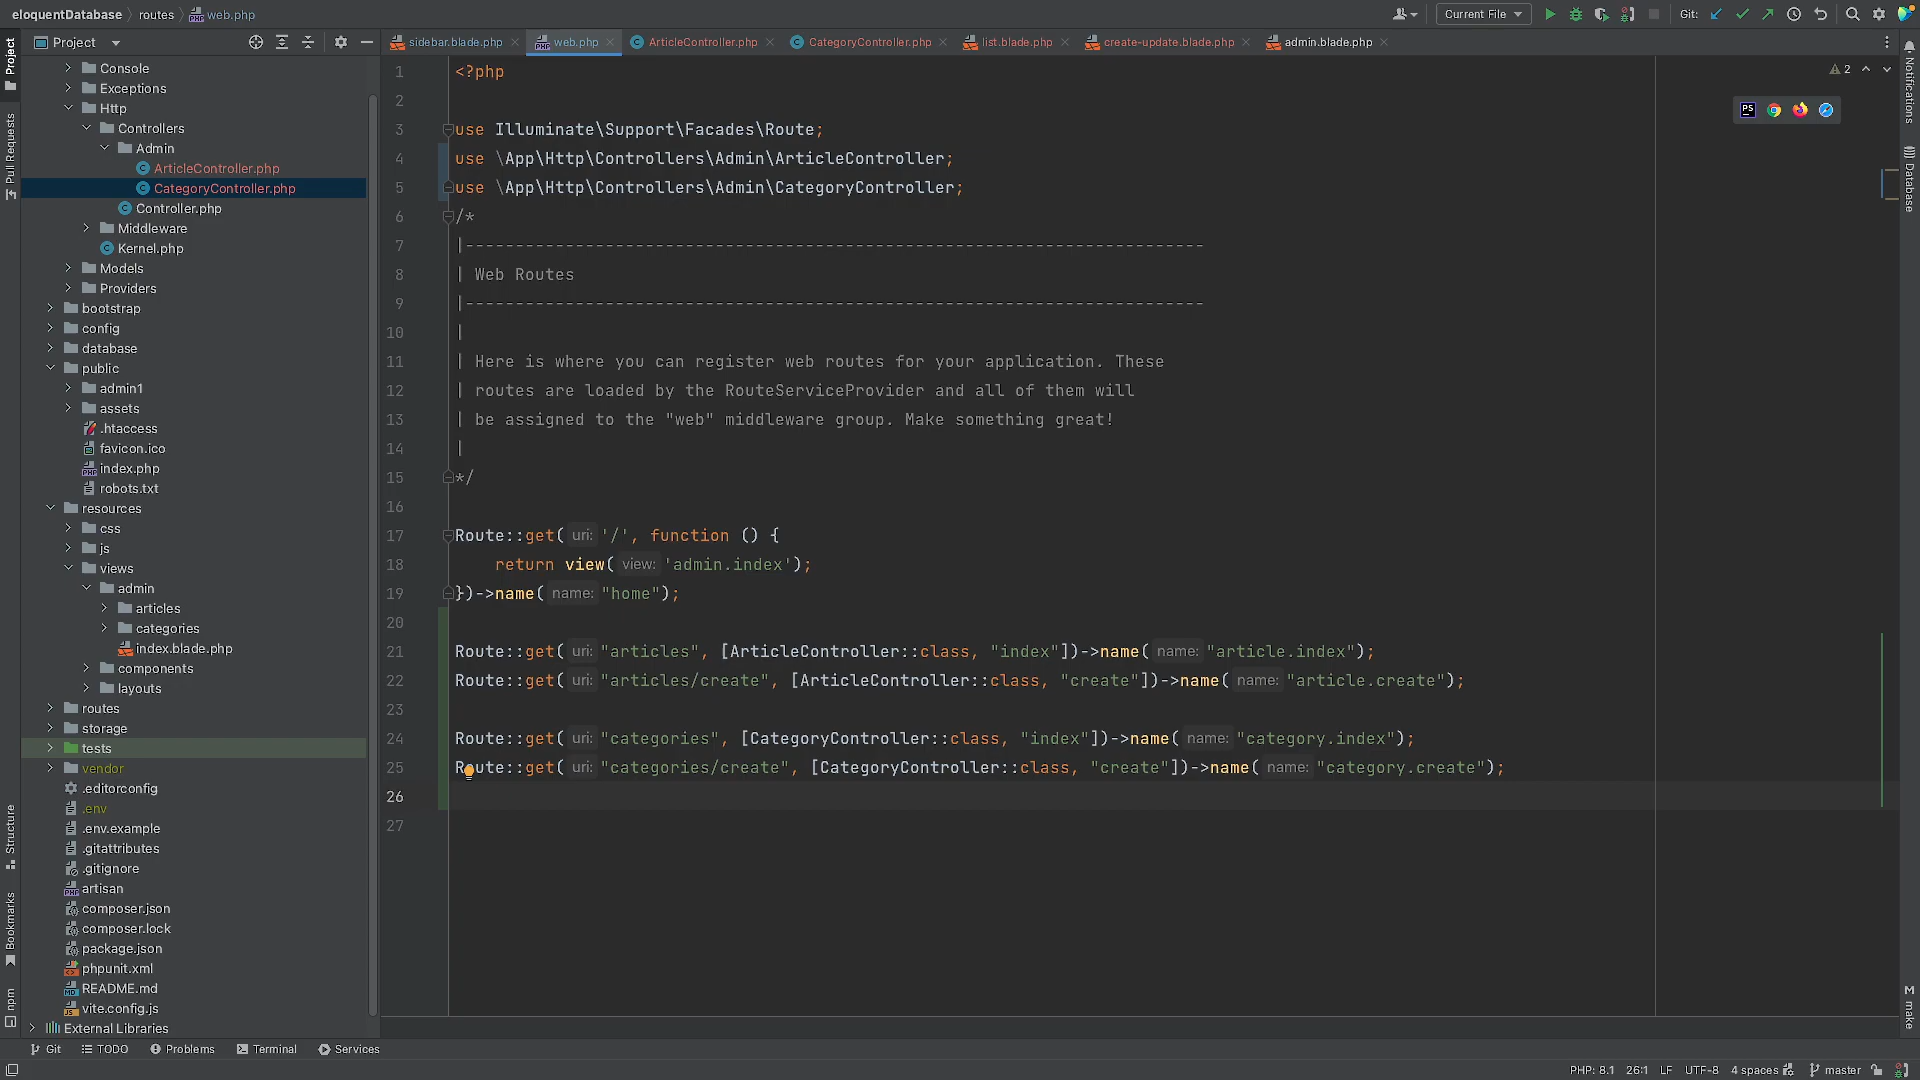 eloquentDatabase routes web.php
Current File
Git:
Project
sidebar.blade.php
web.php
ArticleController.php
CategoryController.php
list.blade.php
create-update.blade.php
admin.blade.php
Project
Pull Requests
Structure
Bookmarks
npm
Console
Exceptions
Http
Controllers
Admin
ArticleController.php
CategoryController.php
Controller.php
Middleware
Kernel.php
Models
Providers
bootstrap
config
database
public
admin1
assets
.htaccess
favicon.ico
index.php
robots.txt
resources
css
js
views
admin
articles
categories
index.blade.php
components
layouts
routes
storage
tests
vendor
.editorconfig
.env
.env.example
.gitattributes
.gitignore
artisan
composer.json
composer.lock
package.json
phpunit.xml
README.md
vite.config.js
External Libraries
1 <?php
2
3 use Illuminate\Support\Facades\Route;
4 use \App\Http\Controllers\Admin\ArticleController;
5 use \App\Http\Controllers\Admin\CategoryController;
6 /*
7 |--------------------------------------------------------------------------
8 | Web Routes
9 |--------------------------------------------------------------------------
10 |
11 | Here is where you can register web routes for your application. These
12 | routes are loaded by the RouteServiceProvider and all of them will
13 | be assigned to the "web" middleware group. Make something great!
14 |
15 */
16
17 Route::get( uri: '/', function () {
18 return view( view: 'admin.index');
19 })->name( name: "home");
20
21 Route::get( uri: "articles", [ArticleController::class, "index"])->name( name: "article.index");
22 Route::get( uri: "articles/create", [ArticleController::class, "create"])->name( name: "article.create");
23
24 Route::get( uri: "categories", [CategoryController::class, "index"])->name( name: "category.index");
25 Route::get( uri: "categories/create", [CategoryController::class, "create"])->name( name: "category.create");
26
27
2
PS
Notifications
Database
M make
Git
TODO
Problems
Terminal
Services
PHP: 8.1 26:1 LF UTF-8 4 spaces master